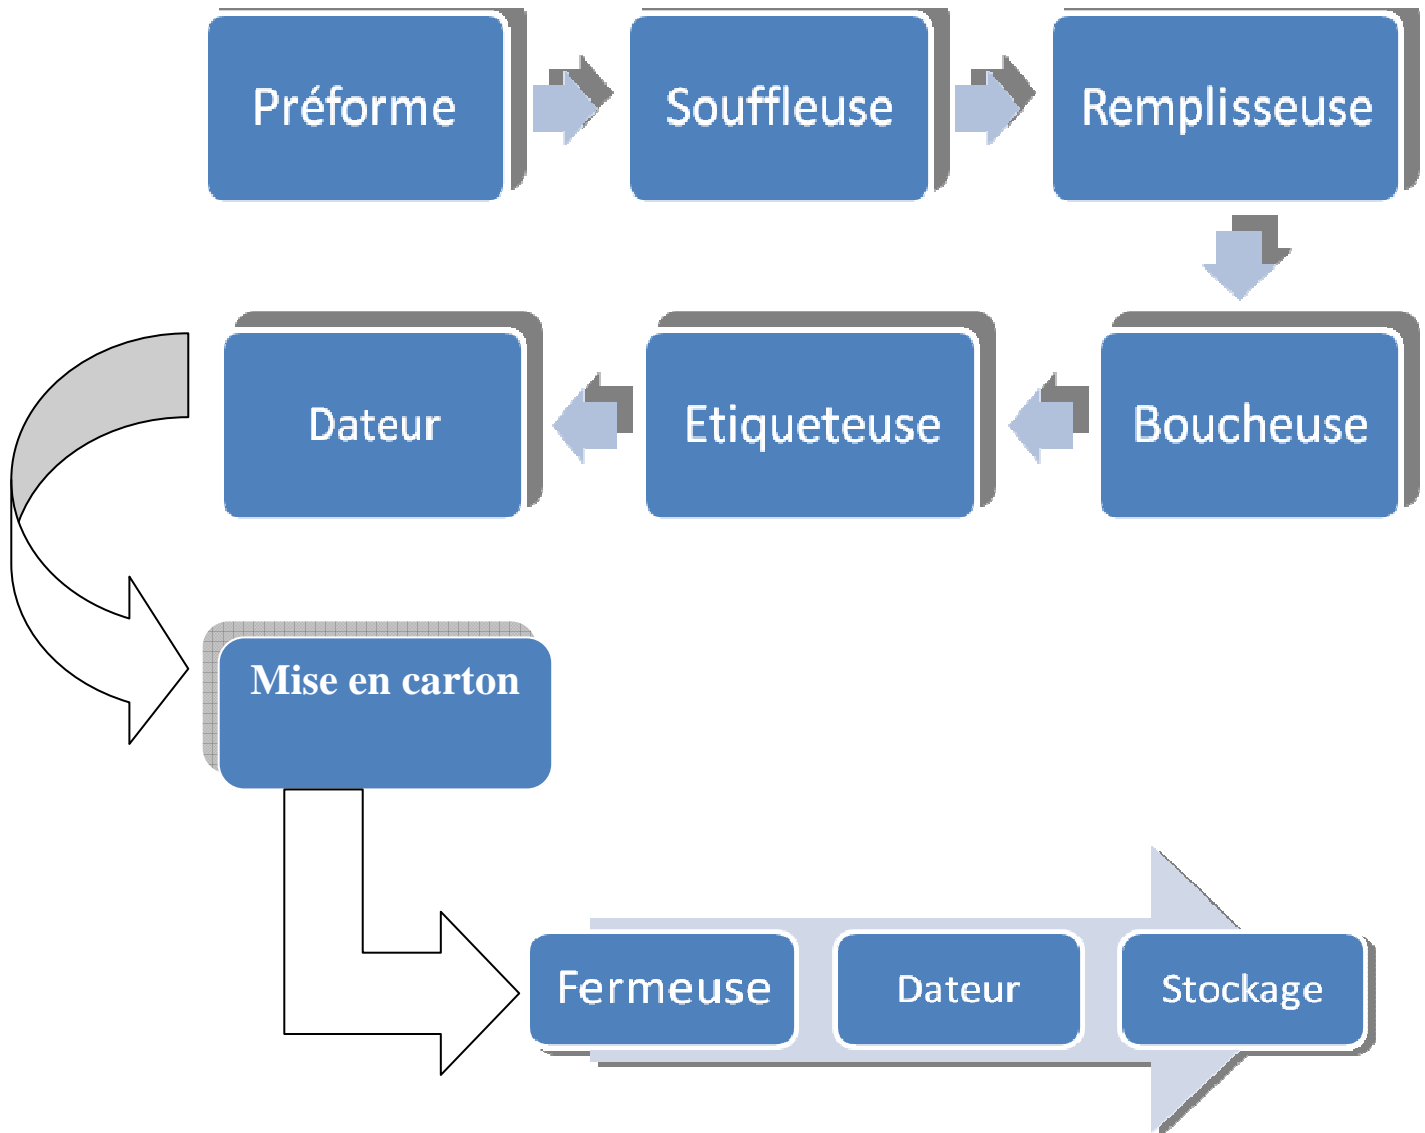 Préforme
Souffleuse
Remplisseuse
Boucheuse
Etiqueteuse
Dateur
Mise en carton
Fermeuse
Dateur
Stockage